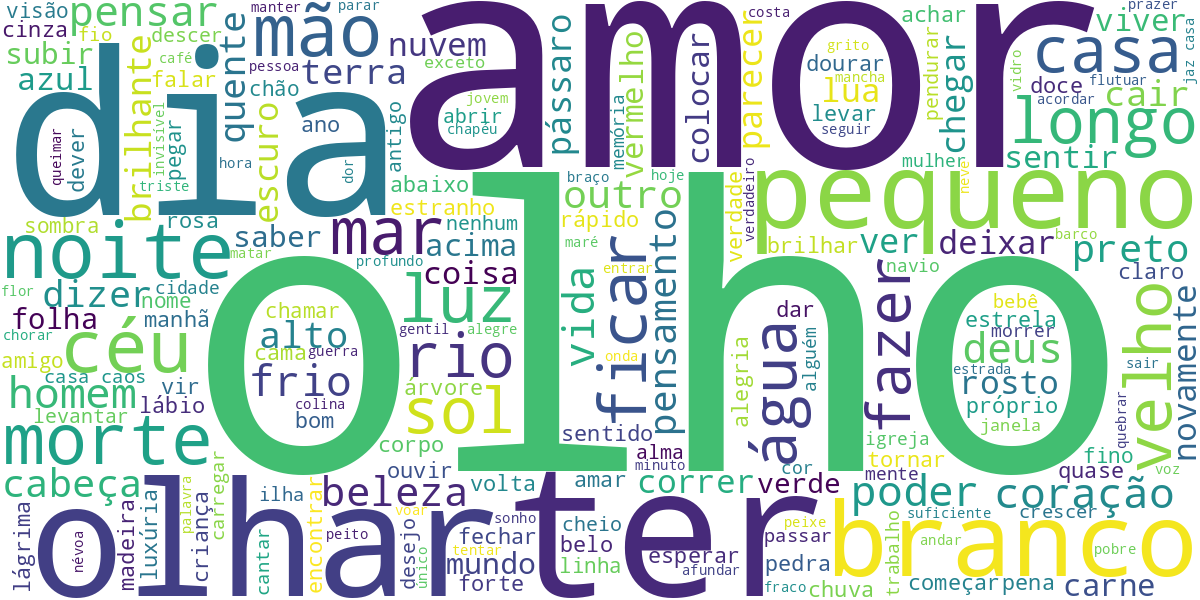 visão
cinza
fio
pensar
manter
parar
descer
subir
azul
café
falar
pessoa
mão
quente
nuvem
terra
exceto
chão
brilhante
dia
amor
pássaro
memória
vermelho
colocar
parecer
grito
dourar
mancha
lua
levar
seguir
costa
achar
pendurar
chegar
prazer
viver
casa
jaz casa
vidro
doce
flutuar
acordar
cair
longo
sentir
queimar
dever
invisível
pegar
triste
escuro
hora
ano
dor
antigo
jovem
abrir
chapéu
abaixo
estranho
braço
hoje
outro
rápido
maré
verdade
verdadeiro
mulher
neve
pequeno
sombra
rosa
noite
saber
matar
mar
profundo
nenhum
acima
coisa
entrar
vida
ficar
pensamento
brilhar
ver
navio
deixar
barco
preto
claro
flor
dizer
cidade
nome
manhã
folha
chorar
céu
amigo
casa caos
vir
homem
levantar
lábio
morte
olho
chamar
alto
cama
guerra
frio
colina
bom
luz
gentil
alegre
rio
árvore
sol
corpo
onda
sentido
alma
minuto
dar
água
alguém
alegria
fazer
bebê
estrela
morrer
deus
estrada
rosto
próprio
janela
velho
sair
quebrar
novamente
igreja
tornar
mente
quase
fino
voz
cabeça
carregar
ouvir
volta
amar
correr
cor
verde
poder
coração
lágrima
névoa
madeira
luxúria
palavra
criança
olhar
cantar
ilha
encontrar
peito
beleza
voar
desejo
único
sonho
fechar
tentar
mundo
forte
ter
cheio
belo
linha
esperar
afundar
peixe
passar
pedra
fraco
chuva
branco
trabalho
suficiente
andar
crescer
pobre
começar
pena
carne